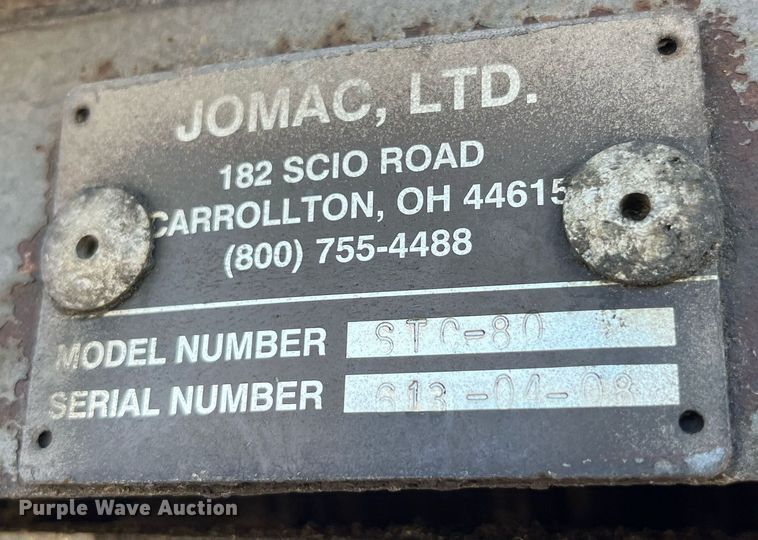 JOMAC, LTD.
182 SCIO ROAD
CARROLLTON, OH 44615
(800) 755-4488
MODEL NUMBER STC-80
SERIAL NUMBER 613-04-08
Purple Wave Auction